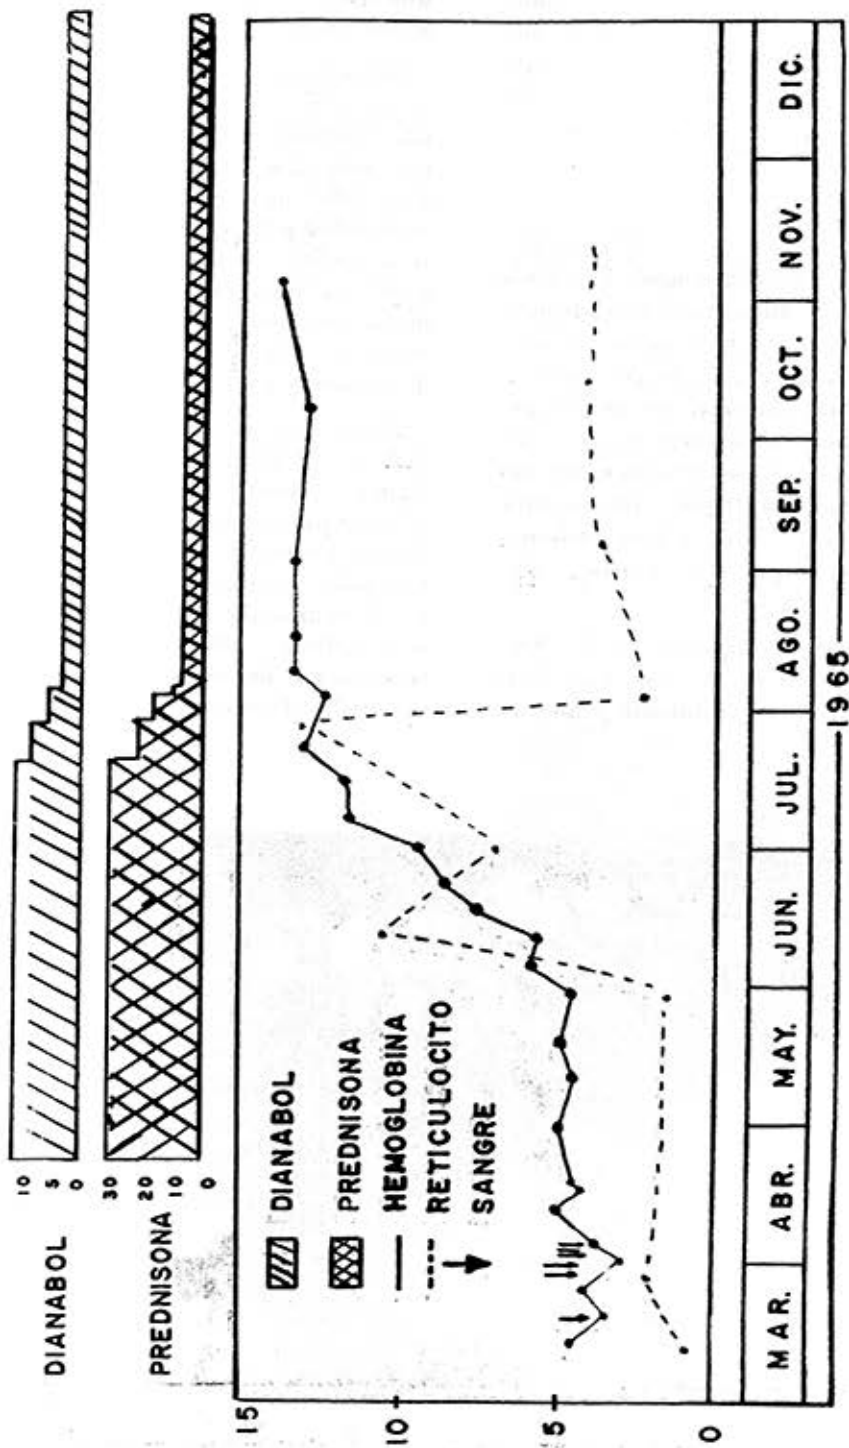 DIANABOL
10
5
0
PREDNISONA
30
20
10
0
DIANABOL
PREDNISONA
HEMOGLOBINA
RETICULOCITO
SANGRE
15
10
5
0
MAR. ABR. MAY. JUN. JUL. AGO. SEP. OCT. NOV. DIC.
1965